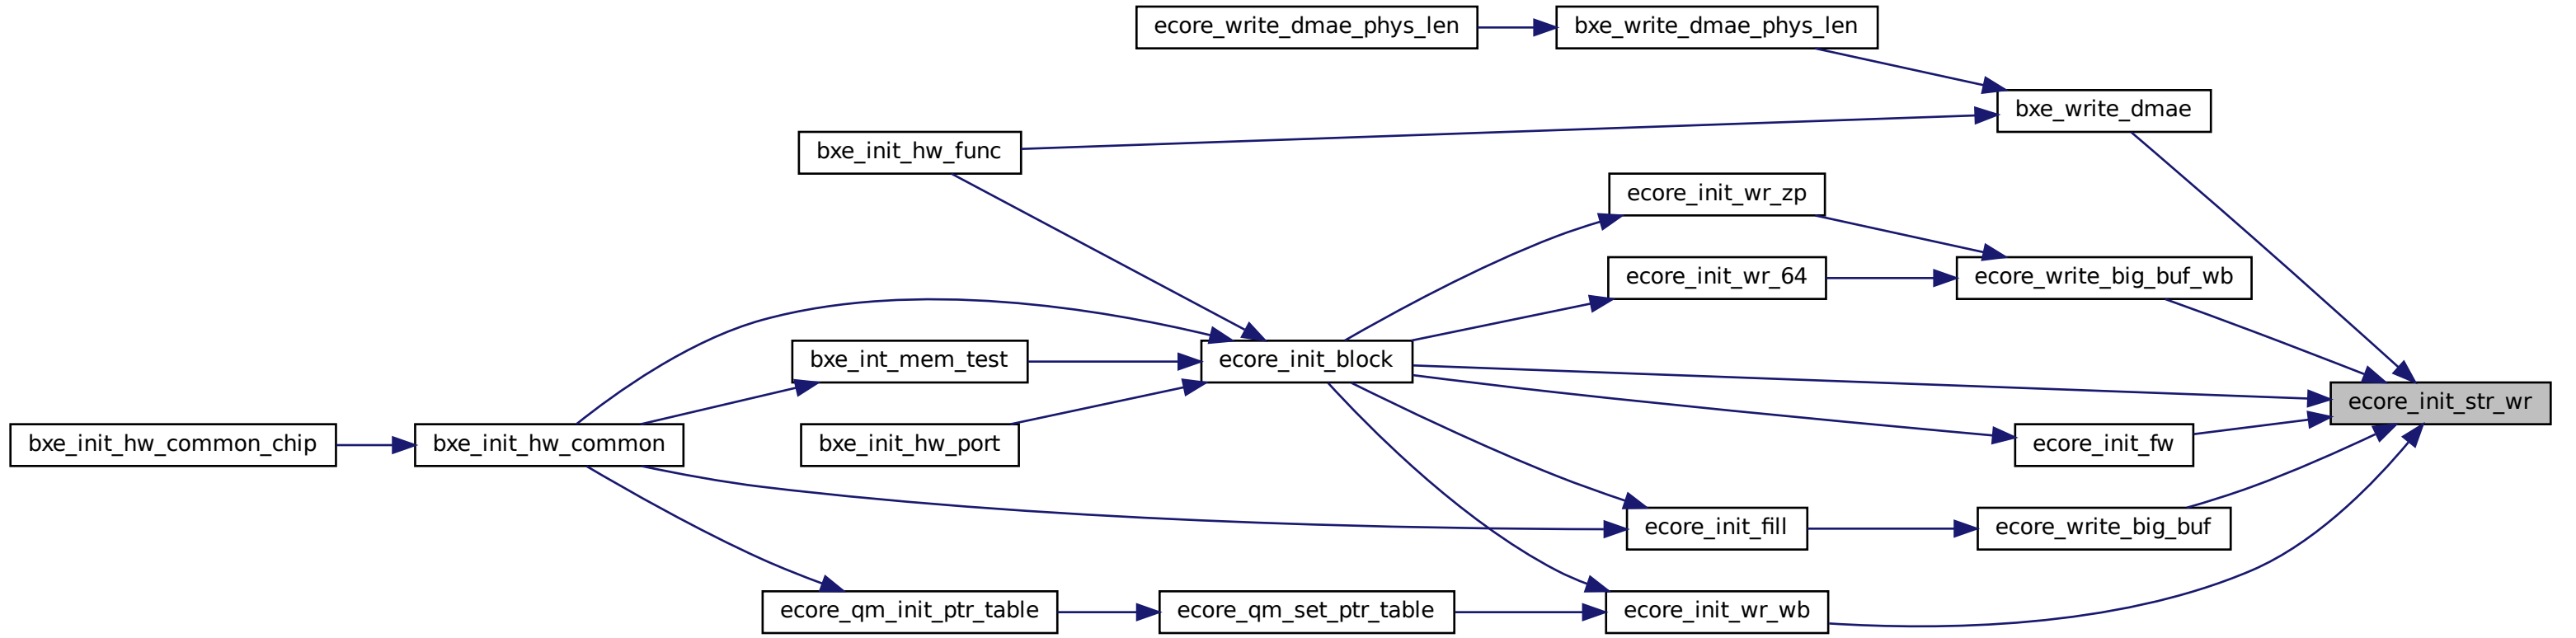 ecore_write_dmae_phys_len
bxe_write_dmae_phys_len
bxe_write_dmae
bxe_init_hw_func
ecore_init_wr_zp
ecore_init_wr_64
ecore_write_big_buf_wb
bxe_int_mem_test
ecore_init_block
ecore_init_str_wr
bxe_init_hw_common_chip
bxe_init_hw_common
bxe_init_hw_port
ecore_init_fw
ecore_init_fill
ecore_write_big_buf
ecore_qm_init_ptr_table
ecore_qm_set_ptr_table
ecore_init_wr_wb